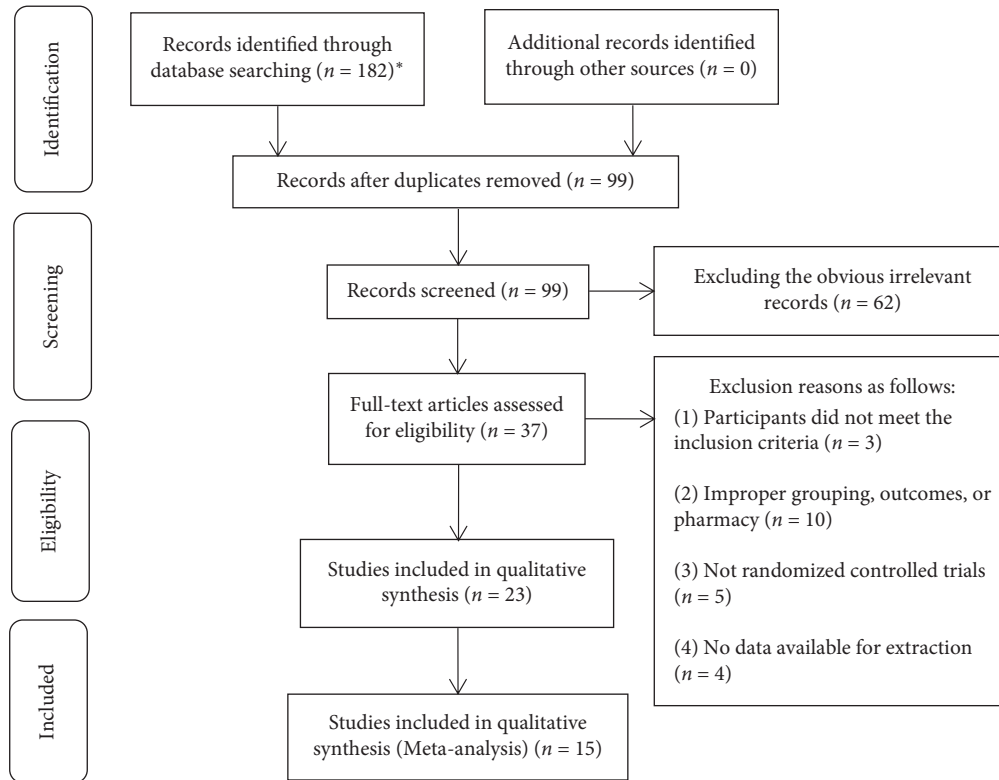 Identification
Records identified through
database searching (n = 182)*
Additional records identified
through other sources (n = 0)
Records after duplicates removed (n = 99)
Screening
Records screened (n = 99)
Excluding the obvious irrelevant
records (n = 62)
Eligibility
Full-text articles assessed
for eligibility (n = 37)
Exclusion reasons as follows:
(1) Participants did not meet the
inclusion criteria (n = 3)
(2) Improper grouping, outcomes, or
pharmacy (n = 10)
(3) Not randomized controlled trials
(n = 5)
(4) No data available for extraction
(n = 4)
Studies included in qualitative
synthesis (n = 23)
Included
Studies included in qualitative
synthesis (Meta-analysis) (n = 15)